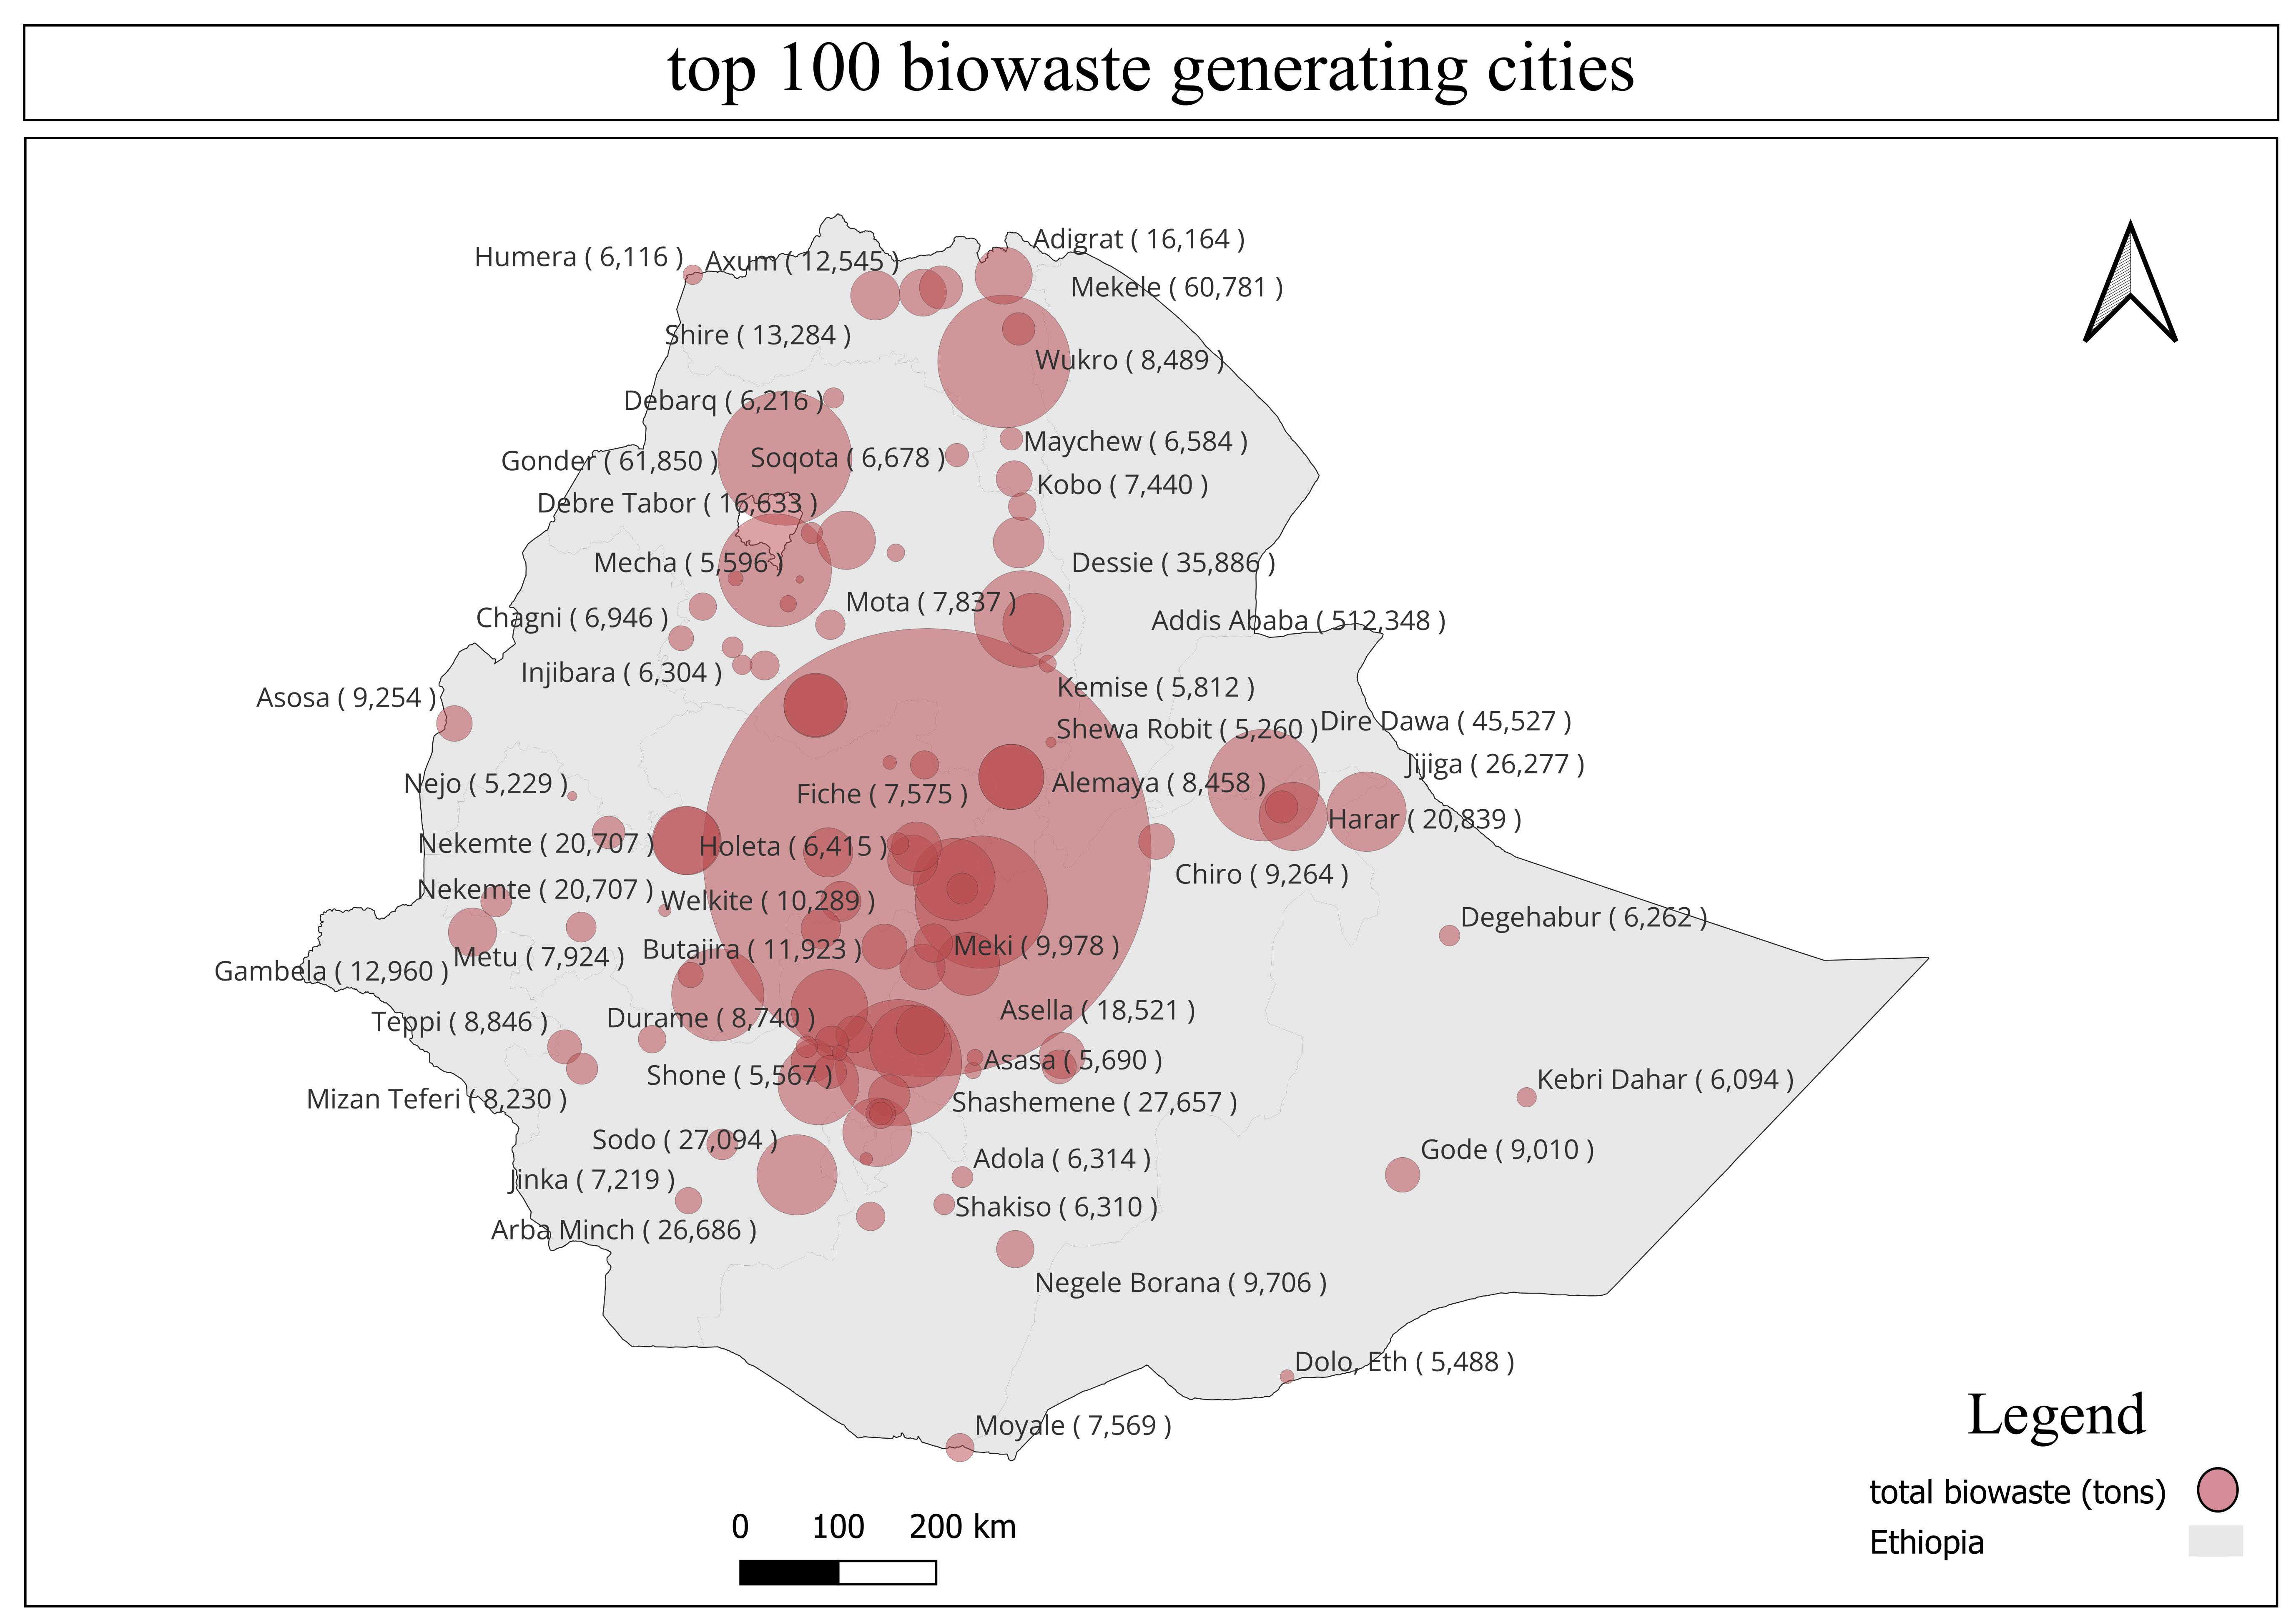 top 100 biowaste generating cities
Adigrat ( 16,164 )
Humera ( 6,116 )
Axum ( 12,545 )
Mekele ( 60,781 )
Shire ( 13,284 )
Wukro ( 8,489 )
Debarq ( 6,216 )
Maychew ( 6,584 )
Gonder ( 61,850 )
Soqota ( 6,678 )
Kobo ( 7,440 )
Debre Tabor ( 16,633 )
Mecha ( 5,596 )
Dessie ( 35,886 )
Mota ( 7,837 )
Chagni ( 6,946 )
Addis Ababa ( 512,348 )
Injibara ( 6,304 )
Kemise ( 5,812 )
Asosa ( 9,254 )
Shewa Robit ( 5,260 )
Dire Dawa ( 45,527 )
Jijiga ( 26,277 )
Nejo ( 5,229 )
Alemaya ( 8,458 )
Fiche ( 7,575 )
Harar ( 20,839 )
Nekemte ( 20,707 )
Holeta ( 6,415 )
Chiro ( 9,264 )
Nekemte ( 20,707 )
Welkite ( 10,289 )
Degehabur ( 6,262 )
Butajira ( 11,923 )
Meki ( 9,978 )
Metu ( 7,924 )
Gambela ( 12,960 )
Asella ( 18,521 )
Teppi ( 8,846 )
Durame ( 8,740 )
Asasa ( 5,690 )
Shone ( 5,567 )
Kebri Dahar ( 6,094 )
Mizan Teferi ( 8,230 )
Shashemene ( 27,657 )
Sodo ( 27,094 )
Gode ( 9,010 )
Adola ( 6,314 )
Jinka ( 7,219 )
Shakiso ( 6,310 )
Arba Minch ( 26,686 )
Negele Borana ( 9,706 )
Dolo, Eth ( 5,488 )
Moyale ( 7,569 )
Legend
total biowaste (tons)
Ethiopia
0 100 200 km